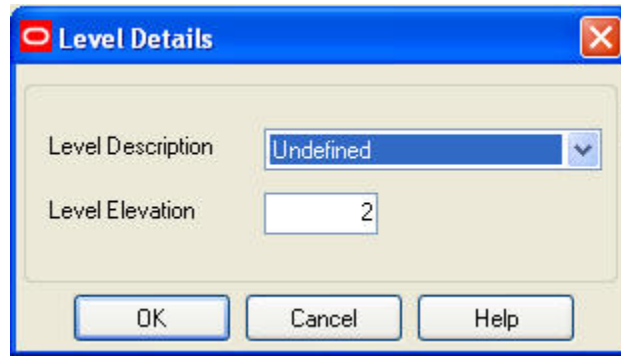 Level Details
Level Description Undefined
Level Elevation 2
OK Cancel Help